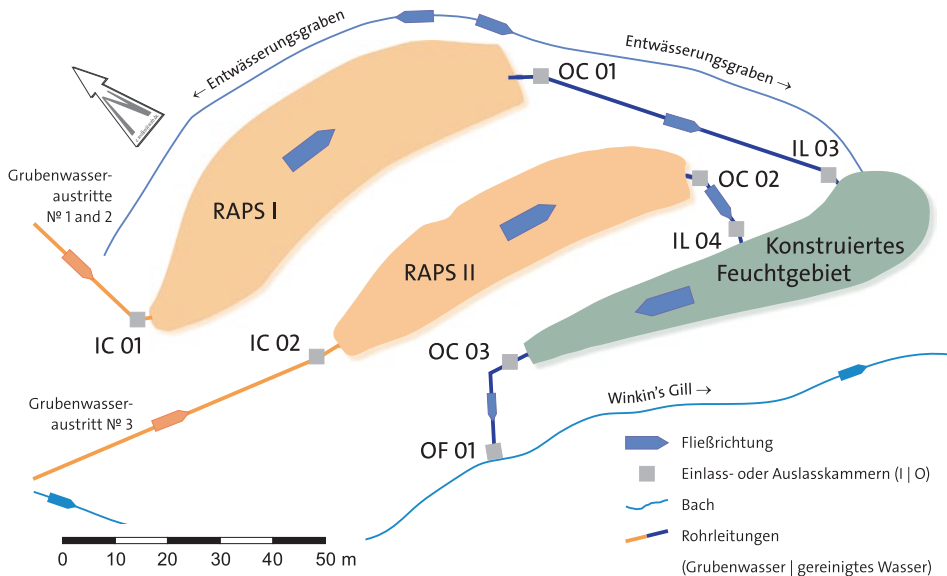 ← Entwässerungsgraben
Entwässerungsgraben →
OC 01
IL 03
Grubenwasser-
austritte
№ 1 and 2
RAPS I
OC 02
IL 04
Konstruiertes
Feuchtgebiet
RAPS II
IC 01
IC 02
OC 03
Grubenwasser-
austritt № 3
Winkin's Gill →
OF 01
Fließrichtung
Einlass- oder Auslasskammern (I | O)
Bach
Rohrleitungen
(Grubenwasser | gereinigtes Wasser)
0 10 20 30 40 50 m